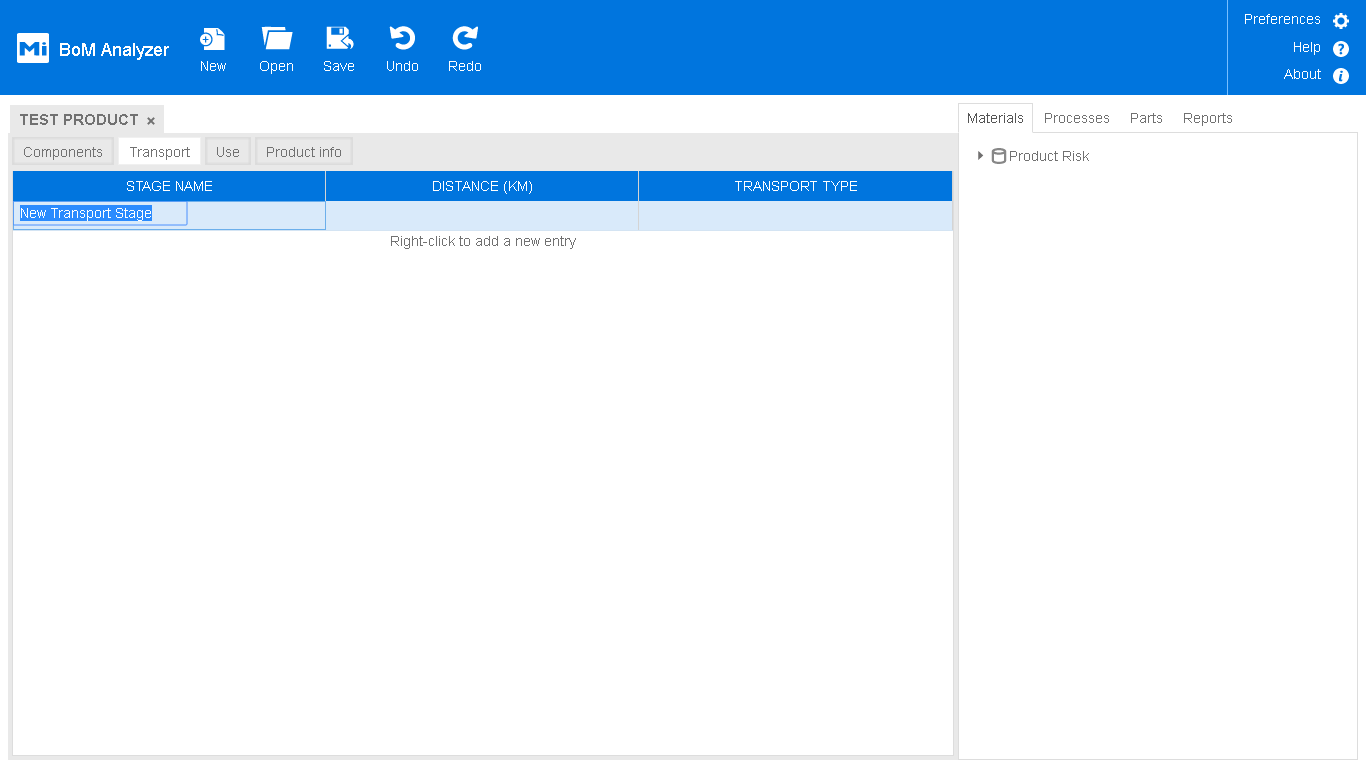 Mi BoM Analyzer
New Open Save Undo Redo
Preferences
Help
About
TEST PRODUCT ×
Components Transport Use Product info
STAGE NAME DISTANCE (KM) TRANSPORT TYPE
New Transport Stage
Right-click to add a new entry
Materials Processes Parts Reports
Product Risk